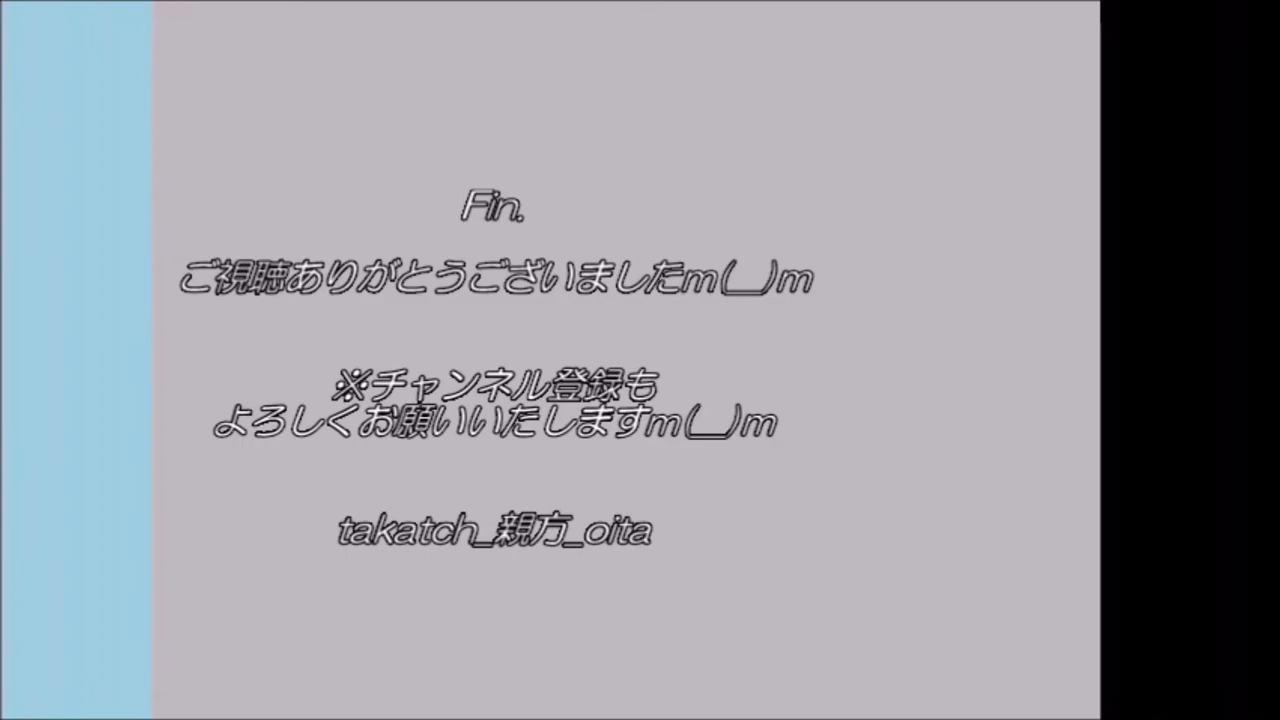 Fin.
ご視聴ありがとうございましたm(__)m
※チャンネル登録も
よろしくお願いいたしますm(__)m
takatch_親方_oita